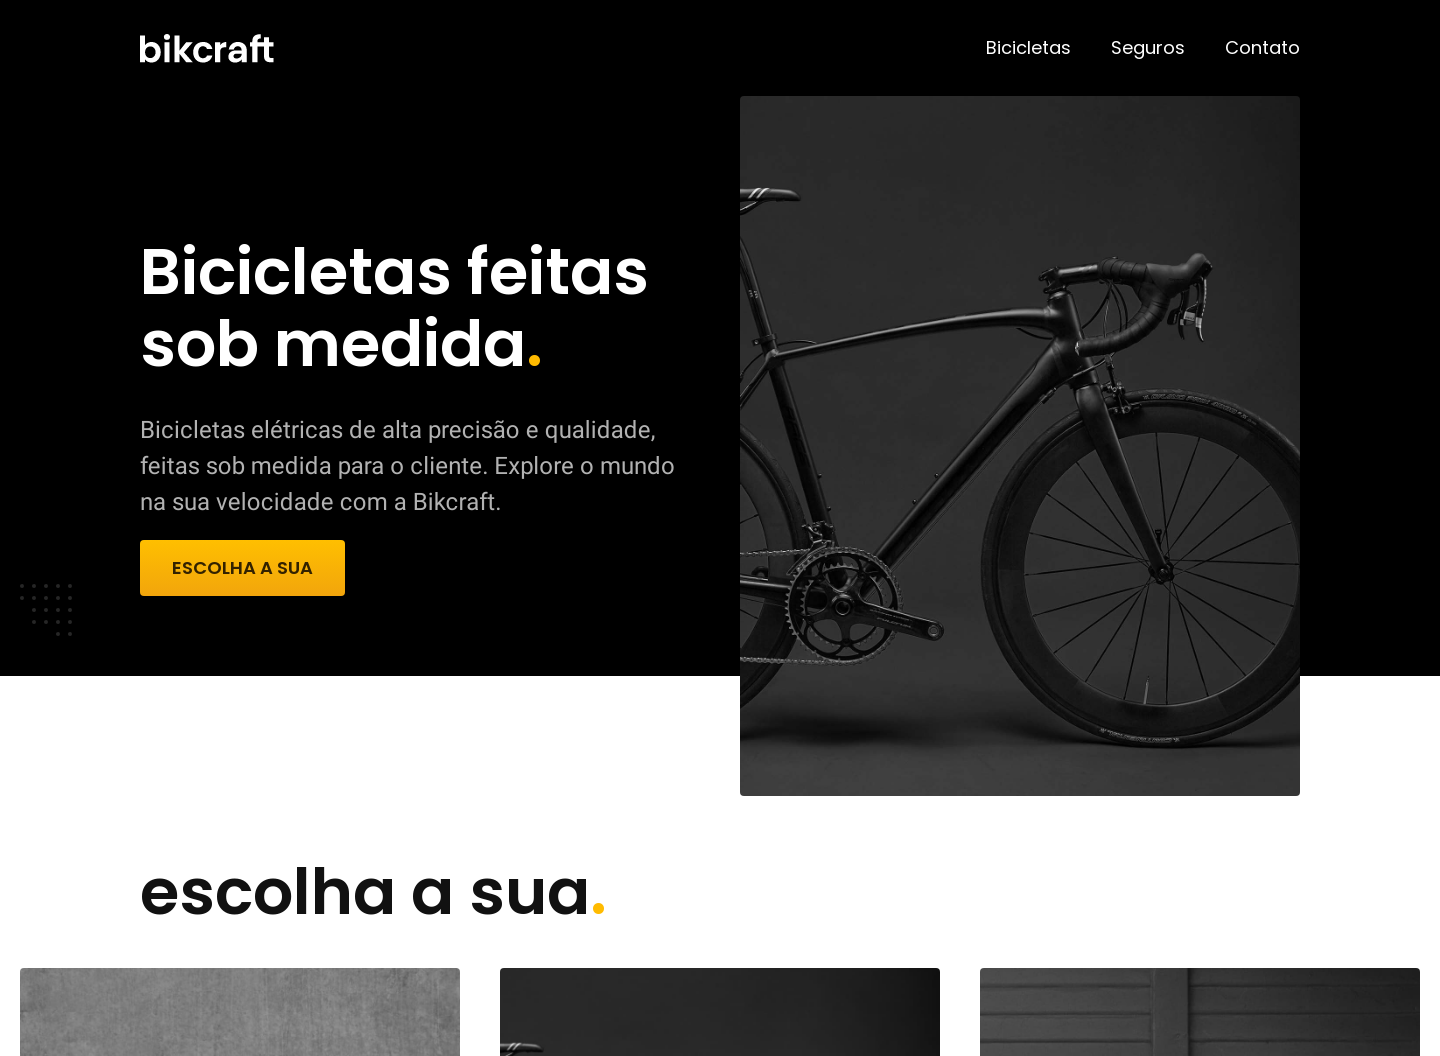 bikcraft
Bicicletas
Seguros
Contato
Bicicletas feitas
sob medida.
Bicicletas elétricas de alta precisão e qualidade,
feitas sob medida para o cliente. Explore o mundo
na sua velocidade com a Bikcraft.
ESCOLHA A SUA
escolha a sua.